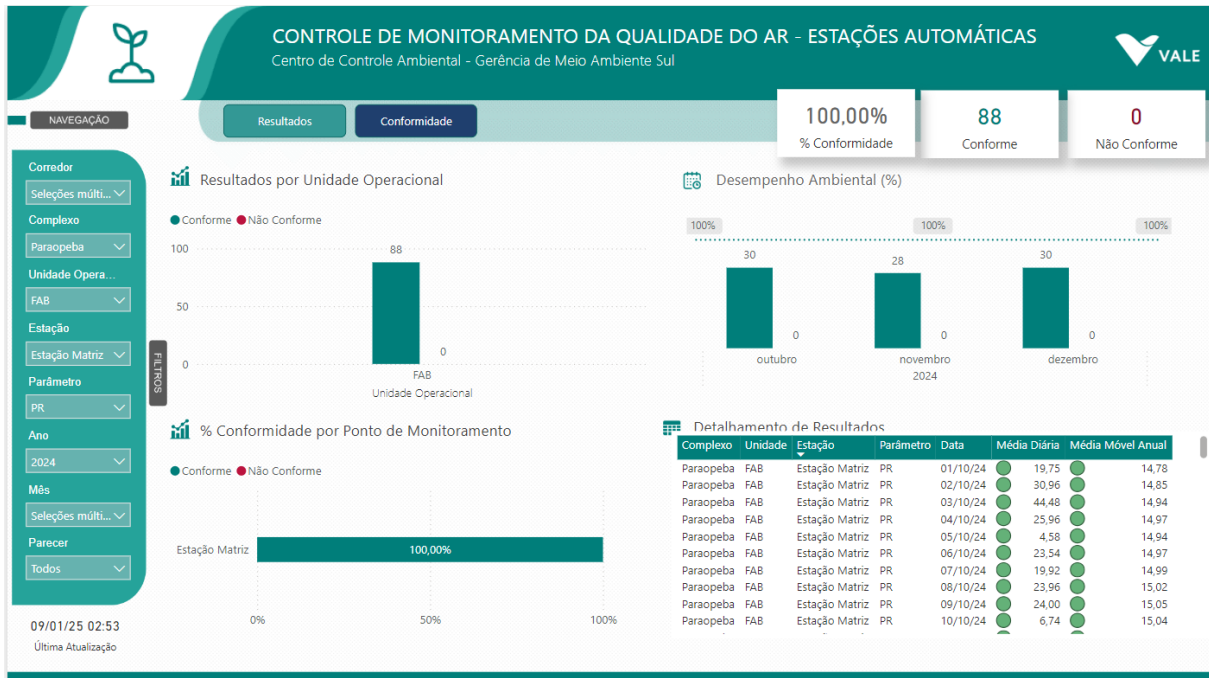 CONTROLE DE MONITORAMENTO DA QUALIDADE DO AR - ESTAÇÕES AUTOMÁTICAS
Centro de Controle Ambiental - Gerência de Meio Ambiente Sul
VALE
NAVEGAÇÃO
Resultados
Conformidade
100,00%
% Conformidade
88
Conforme
0
Não Conforme
Corredor
Seleções múlti...
Complexo
Paraopeba
Unidade Opera...
FAB
Estação
Estação Matriz
Parâmetro
PR
Ano
2024
Mês
Seleções múlti...
Parecer
Todos
09/01/25 02:53
Última Atualização
FILTROS
Resultados por Unidade Operacional
Conforme Não Conforme
100
50
0
88
0
FAB
Unidade Operacional
Desempenho Ambiental (%)
100% 100% 100%
30 28 30
0 0 0
outubro novembro dezembro
2024
% Conformidade por Ponto de Monitoramento
Conforme Não Conforme
Estação Matriz 100,00%
0% 50% 100%
Detalhamento de Resultados
Complexo Unidade Estação Parâmetro Data Média Diária Média Móvel Anual
Paraopeba FAB Estação Matriz PR 01/10/24 19,75 14,78
Paraopeba FAB Estação Matriz PR 02/10/24 30,96 14,85
Paraopeba FAB Estação Matriz PR 03/10/24 44,48 14,94
Paraopeba FAB Estação Matriz PR 04/10/24 25,96 14,97
Paraopeba FAB Estação Matriz PR 05/10/24 4,58 14,94
Paraopeba FAB Estação Matriz PR 06/10/24 23,54 14,97
Paraopeba FAB Estação Matriz PR 07/10/24 19,92 14,99
Paraopeba FAB Estação Matriz PR 08/10/24 23,96 15,02
Paraopeba FAB Estação Matriz PR 09/10/24 24,00 15,05
Paraopeba FAB Estação Matriz PR 10/10/24 6,74 15,04